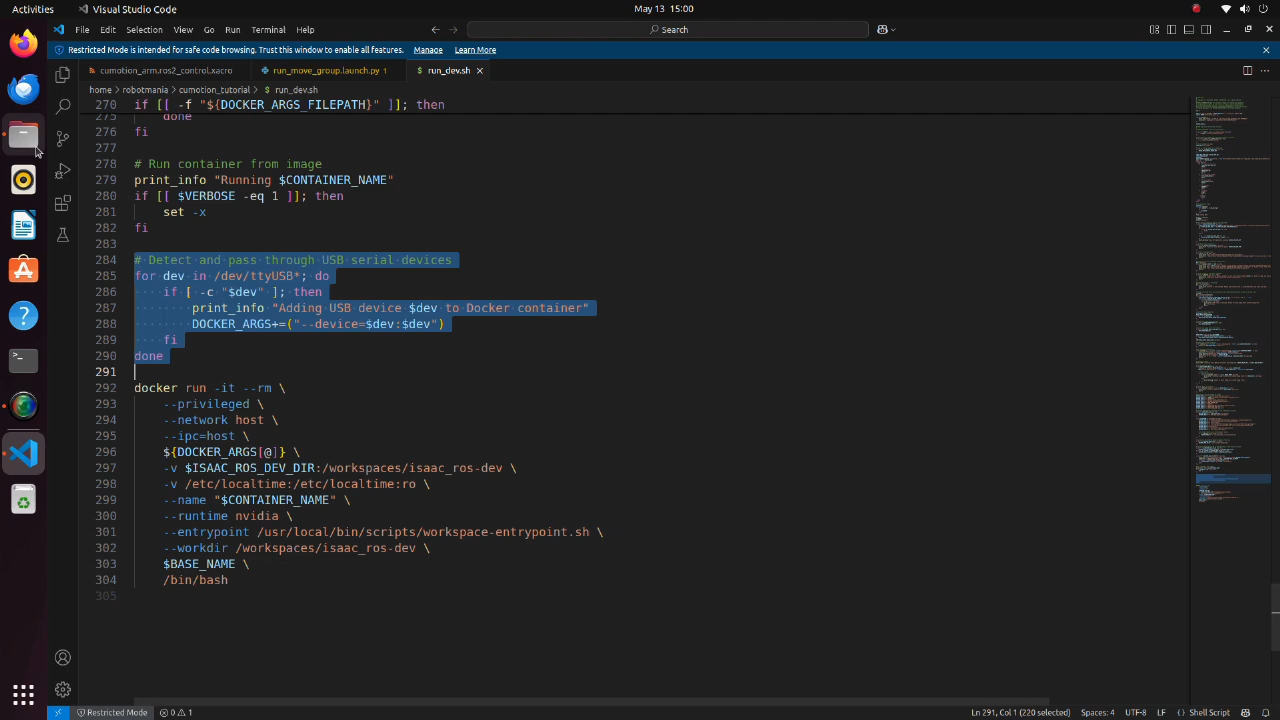 Activities
Visual Studio Code
May 13 15:00
File Edit Selection View Go Run Terminal Help
Search
Restricted Mode is intended for safe code browsing. Trust this window to enable all features. Manage Learn More
cumotion_arm.ros2_control.xacro
run_move_group.launch.py 1
run_dev.sh
home > robotmania > cumotion_tutorial > run_dev.sh
270 if [[ -f "${DOCKER_ARGS_FILEPATH}" ]]; then
275 done
276 fi
277
278 # Run container from image
279 print_info "Running $CONTAINER_NAME"
280 if [[ $VERBOSE -eq 1 ]]; then
281 set -x
282 fi
283
284 # Detect and pass through USB serial devices
285 for dev in /dev/ttyUSB*; do
286 if [ -c "$dev" ]; then
287 print_info "Adding USB device $dev to Docker container"
288 DOCKER_ARGS+=("--device=$dev:$dev")
289 fi
290 done
291
292 docker run -it --rm \
293 --privileged \
294 --network host \
295 --ipc=host \
296 ${DOCKER_ARGS[@]} \
297 -v $ISAAC_ROS_DEV_DIR:/workspaces/isaac_ros-dev \
298 -v /etc/localtime:/etc/localtime:ro \
299 --name "$CONTAINER_NAME" \
300 --runtime nvidia \
301 --entrypoint /usr/local/bin/scripts/workspace-entrypoint.sh \
302 --workdir /workspaces/isaac_ros-dev \
303 $BASE_NAME \
304 /bin/bash
305
Restricted Mode 0 1
Ln 291, Col 1 (220 selected) Spaces: 4 UTF-8 LF {} Shell Script